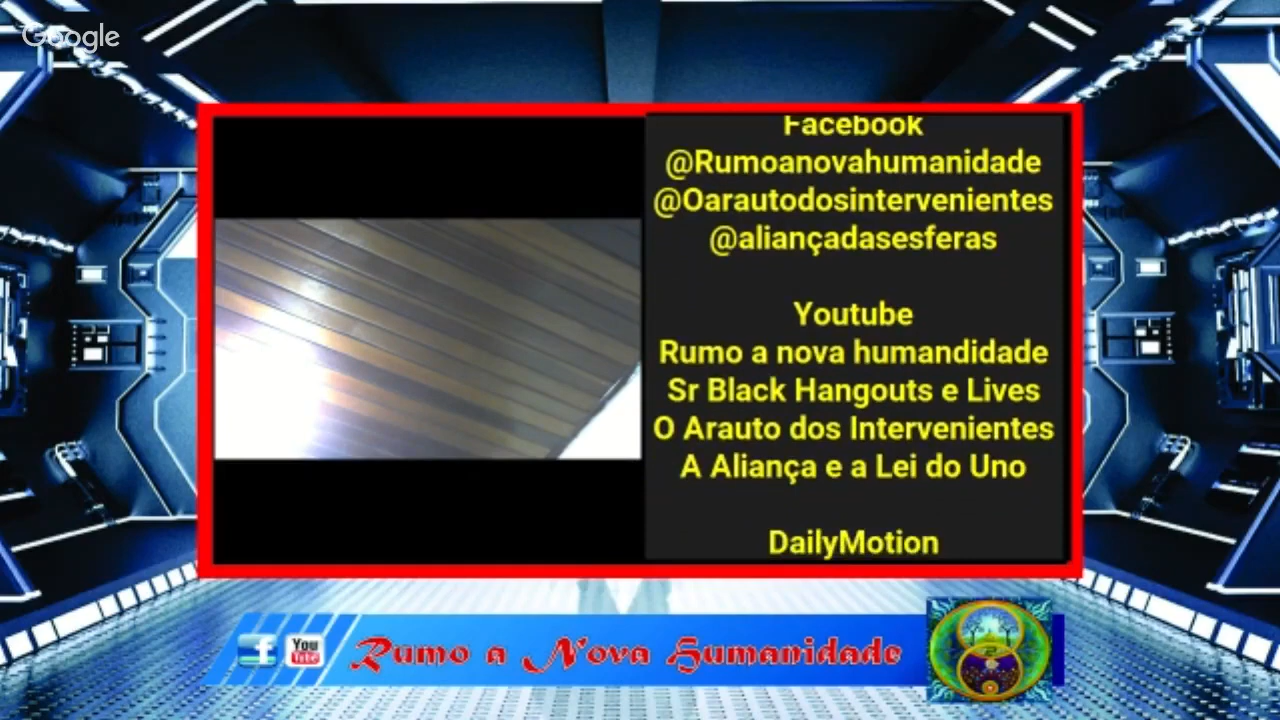 Google
Facebook
@Rumoanovahumanidade
@Oarautodosintervenientes
@aliançadasesferas
Youtube
Rumo a nova humandidade
Sr Black Hangouts e Lives
O Arauto dos Intervenientes
A Aliança e a Lei do Uno
DailyMotion
f
You
Tube
Rumo a Nova Humanidade